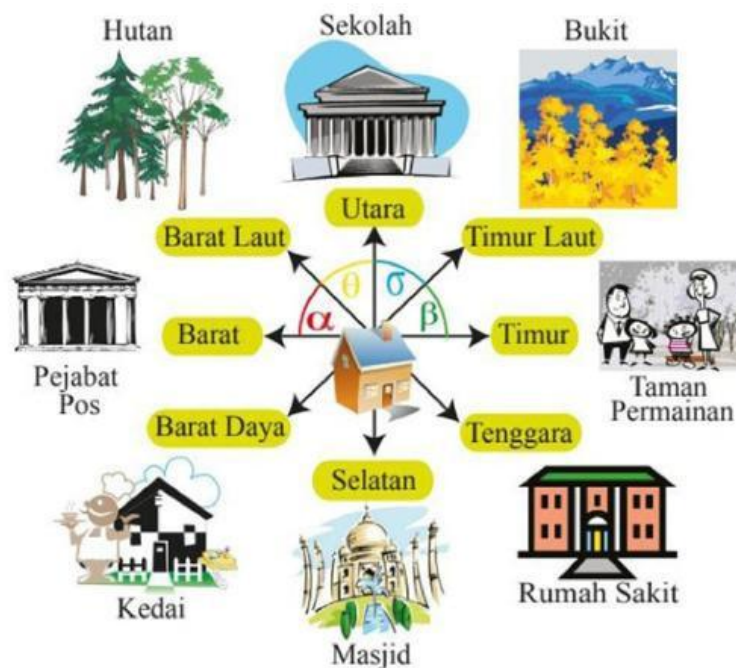 Hutan
Sekolah
Bukit
Utara
Barat Laut
Timur Laut
θ
σ
α
β
Barat
Timur
Pejabat
Pos
Taman
Permainan
Barat Daya
Tenggara
Selatan
Kedai
Masjid
Rumah Sakit